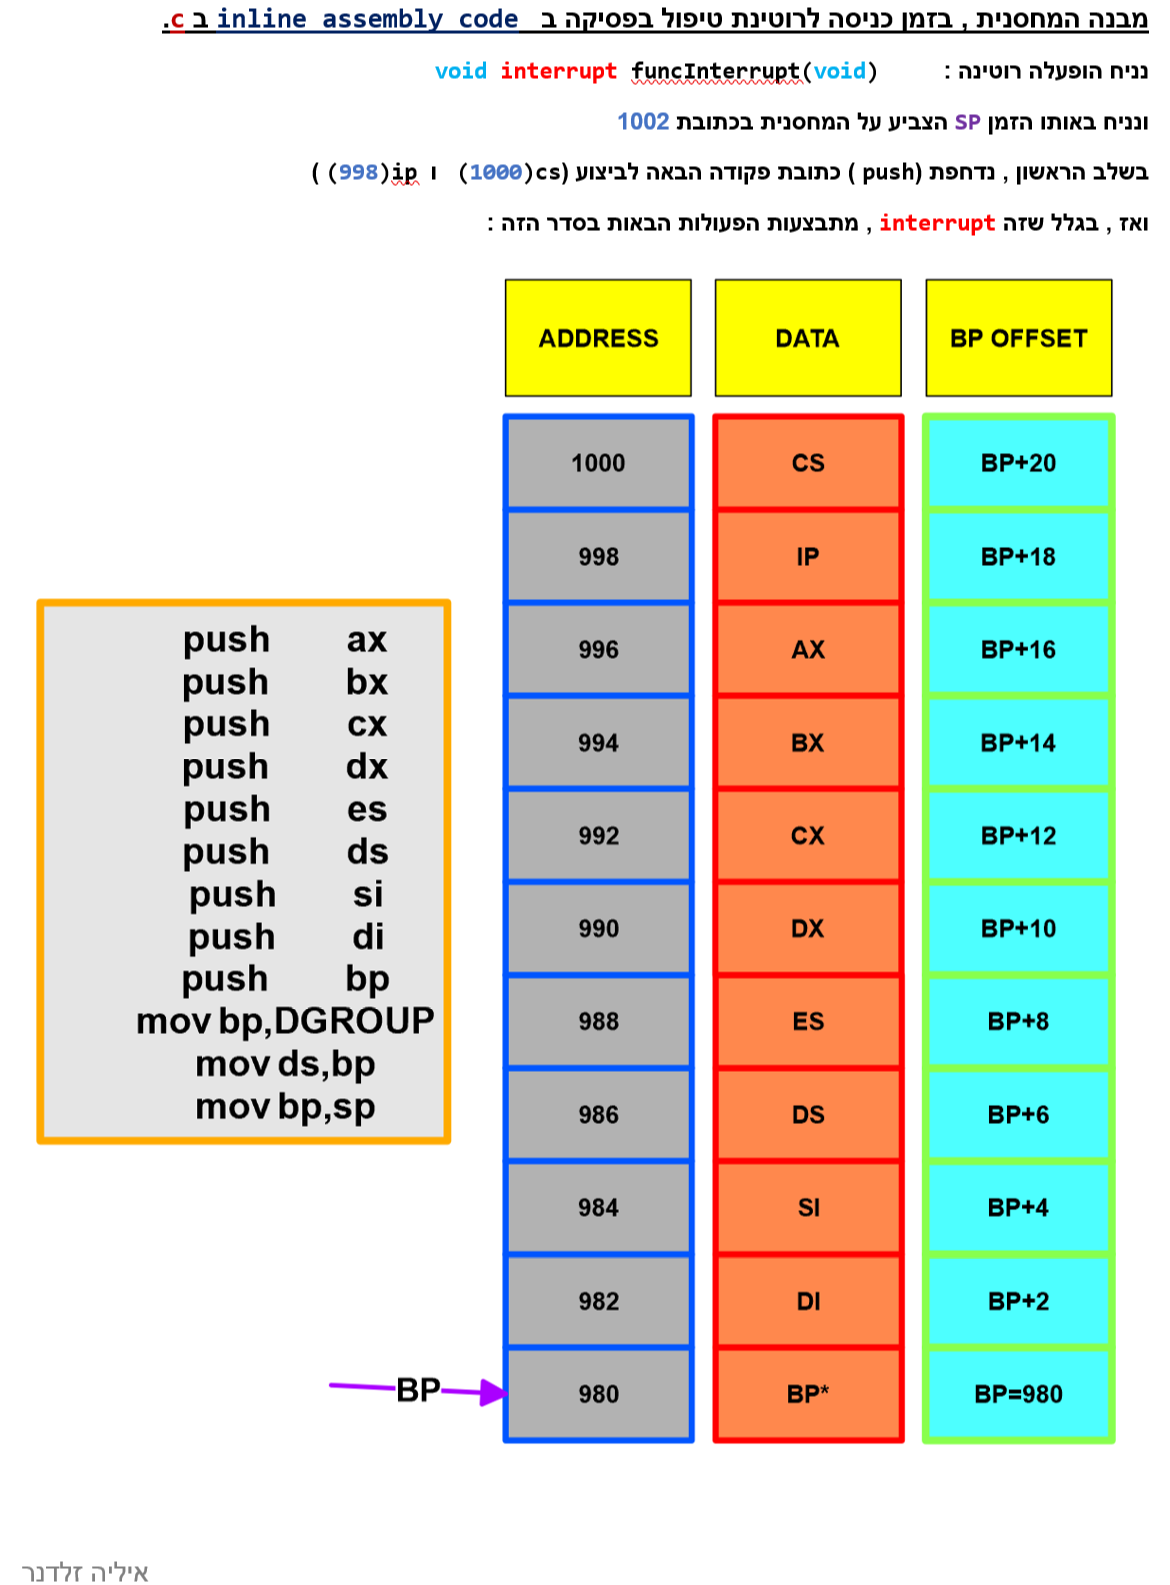 מבנה המחסנית , בזמן כניסה לרוטינת טיפול בפסיקה ב inline assembly code ב c.
נניח הופעלה רוטינה : void interrupt funcInterrupt(void)
ונניח באותו הזמן SP הצביע על המחסנית בכתובת 1002
בשלב הראשון , נדחפת (push ) כתובת פקודה הבאה לביצוע (cs(1000) ו ip(998) )
ואז , בגלל שזה interrupt , מתבצעות הפעולות הבאות בסדר הזה :
ADDRESS DATA BP OFFSET
1000 CS BP+20
998 IP BP+18
996 AX BP+16
994 BX BP+14
992 CX BP+12
990 DX BP+10
988 ES BP+8
986 DS BP+6
984 SI BP+4
982 DI BP+2
980 BP* BP=980
push ax
push bx
push cx
push dx
push es
push ds
push si
push di
push bp
mov bp,DGROUP
mov ds,bp
mov bp,sp
BP
איליה זלדנר